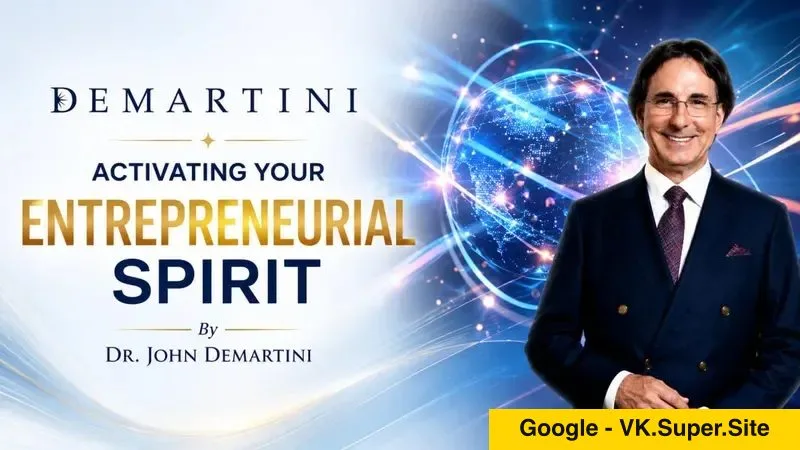 DEMARTINI
ACTIVATING YOUR
ENTREPRENEURIAL
SPIRIT
By
DR. JOHN DEMARTINI
Google - VK.Super.Site